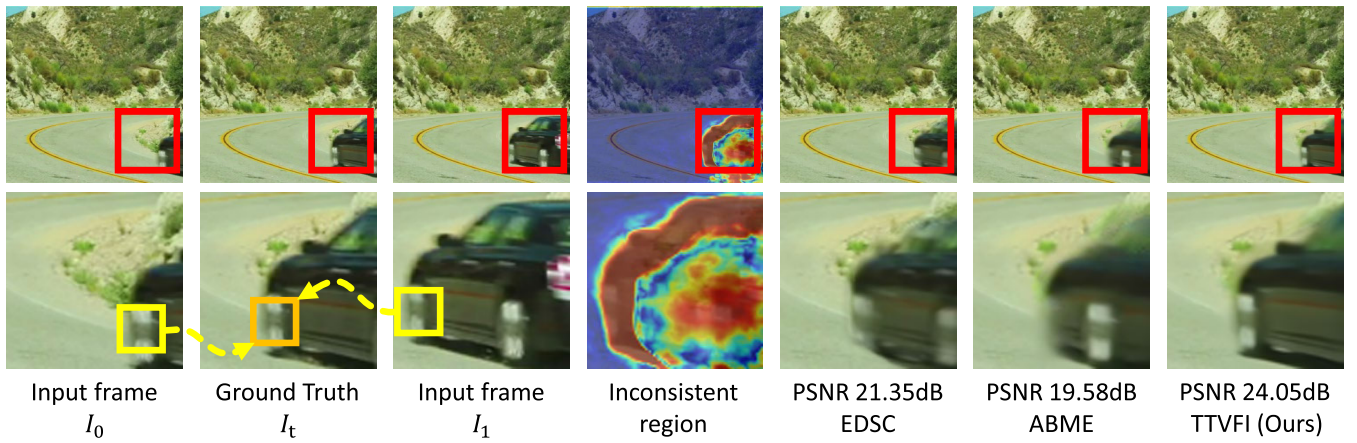 Input frame
I₀
Ground Truth
Iₜ
Input frame
I₁
Inconsistent
region
PSNR 21.35dB
EDSC
PSNR 19.58dB
ABME
PSNR 24.05dB
TTVFI (Ours)